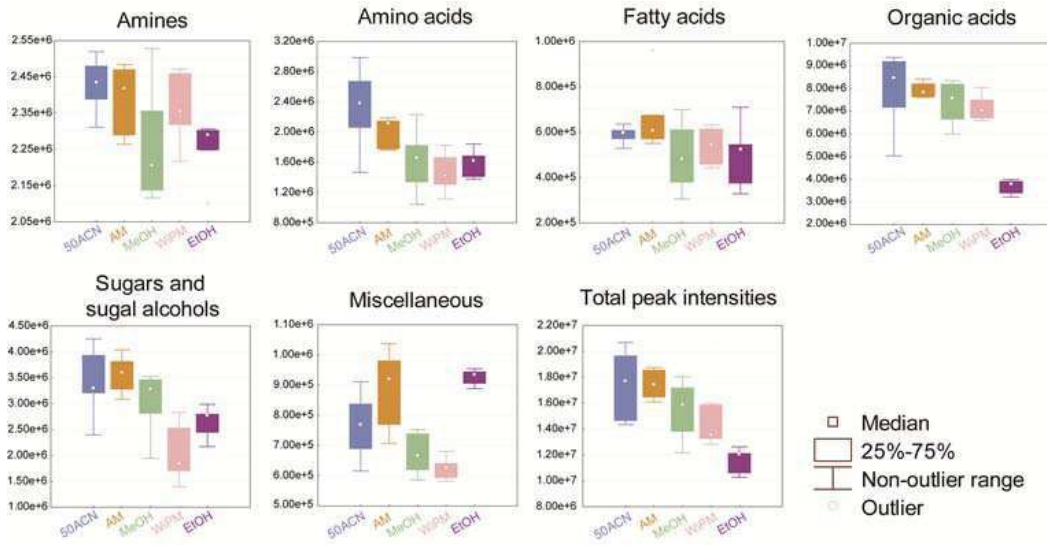 Amines
2.55e+6
2.45e+6
2.35e+6
2.25e+6
2.15e+6
2.05e+6
50ACN AM MeOH WiPM EtOH
Amino acids
3.20e+6
2.80e+6
2.40e+6
2.00e+6
1.60e+6
1.20e+6
8.00e+5
50ACN AM MeOH WiPM EtOH
Fatty acids
1.00e+6
8.00e+5
6.00e+5
4.00e+5
2.00e+5
50ACN AM MeOH WiPM EtOH
Organic acids
1.00e+7
9.00e+6
8.00e+6
7.00e+6
6.00e+6
5.00e+6
4.00e+6
3.00e+6
2.00e+6
50ACN AM MeOH WiPM EtOH
Sugars and
sugal alcohols
4.50e+6
4.00e+6
3.50e+6
3.00e+6
2.50e+6
2.00e+6
1.50e+6
1.00e+6
50ACN AM MeOH WiPM EtOH
Miscellaneous
1.10e+6
1.00e+6
9.00e+5
8.00e+5
7.00e+5
6.00e+5
5.00e+5
50ACN AM MeOH WiPM EtOH
Total peak intensities
2.20e+7
2.00e+7
1.80e+7
1.60e+7
1.40e+7
1.20e+7
1.00e+7
8.00e+6
50ACN AM MeOH WiPM EtOH
Median
25%-75%
Non-outlier range
Outlier